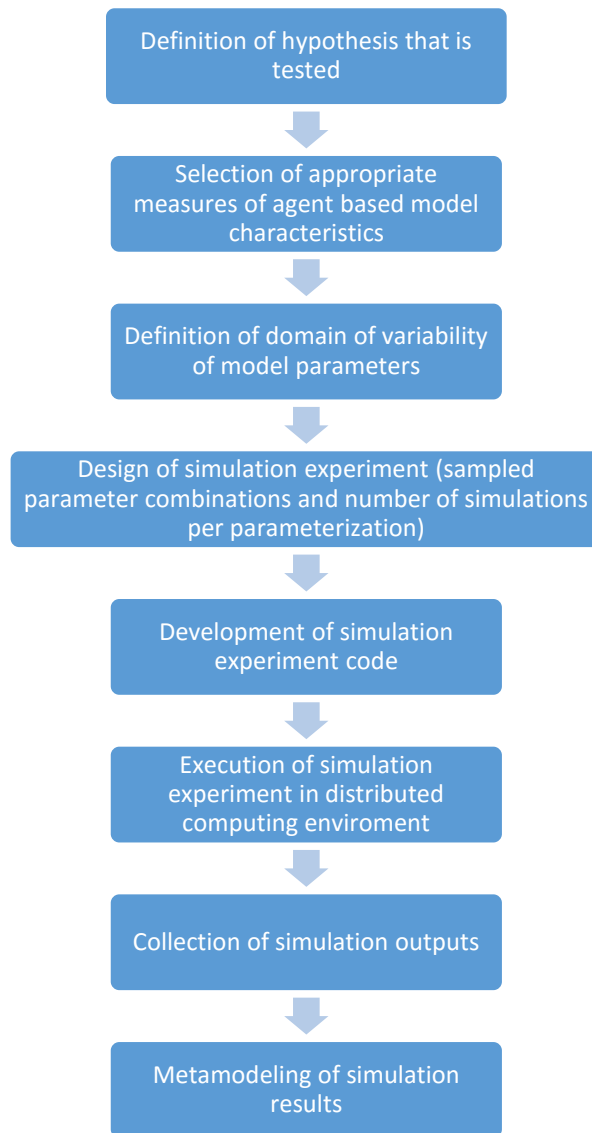 Definition of hypothesis that is
tested
Selection of appropriate
measures of agent based model
characteristics
Definition of domain of variability
of model parameters
Design of simulation experiment (sampled
parameter combinations and number of simulations
per parameterization)
Development of simulation
experiment code
Execution of simulation
experiment in distributed
computing enviroment
Collection of simulation outputs
Metamodeling of simulation
results